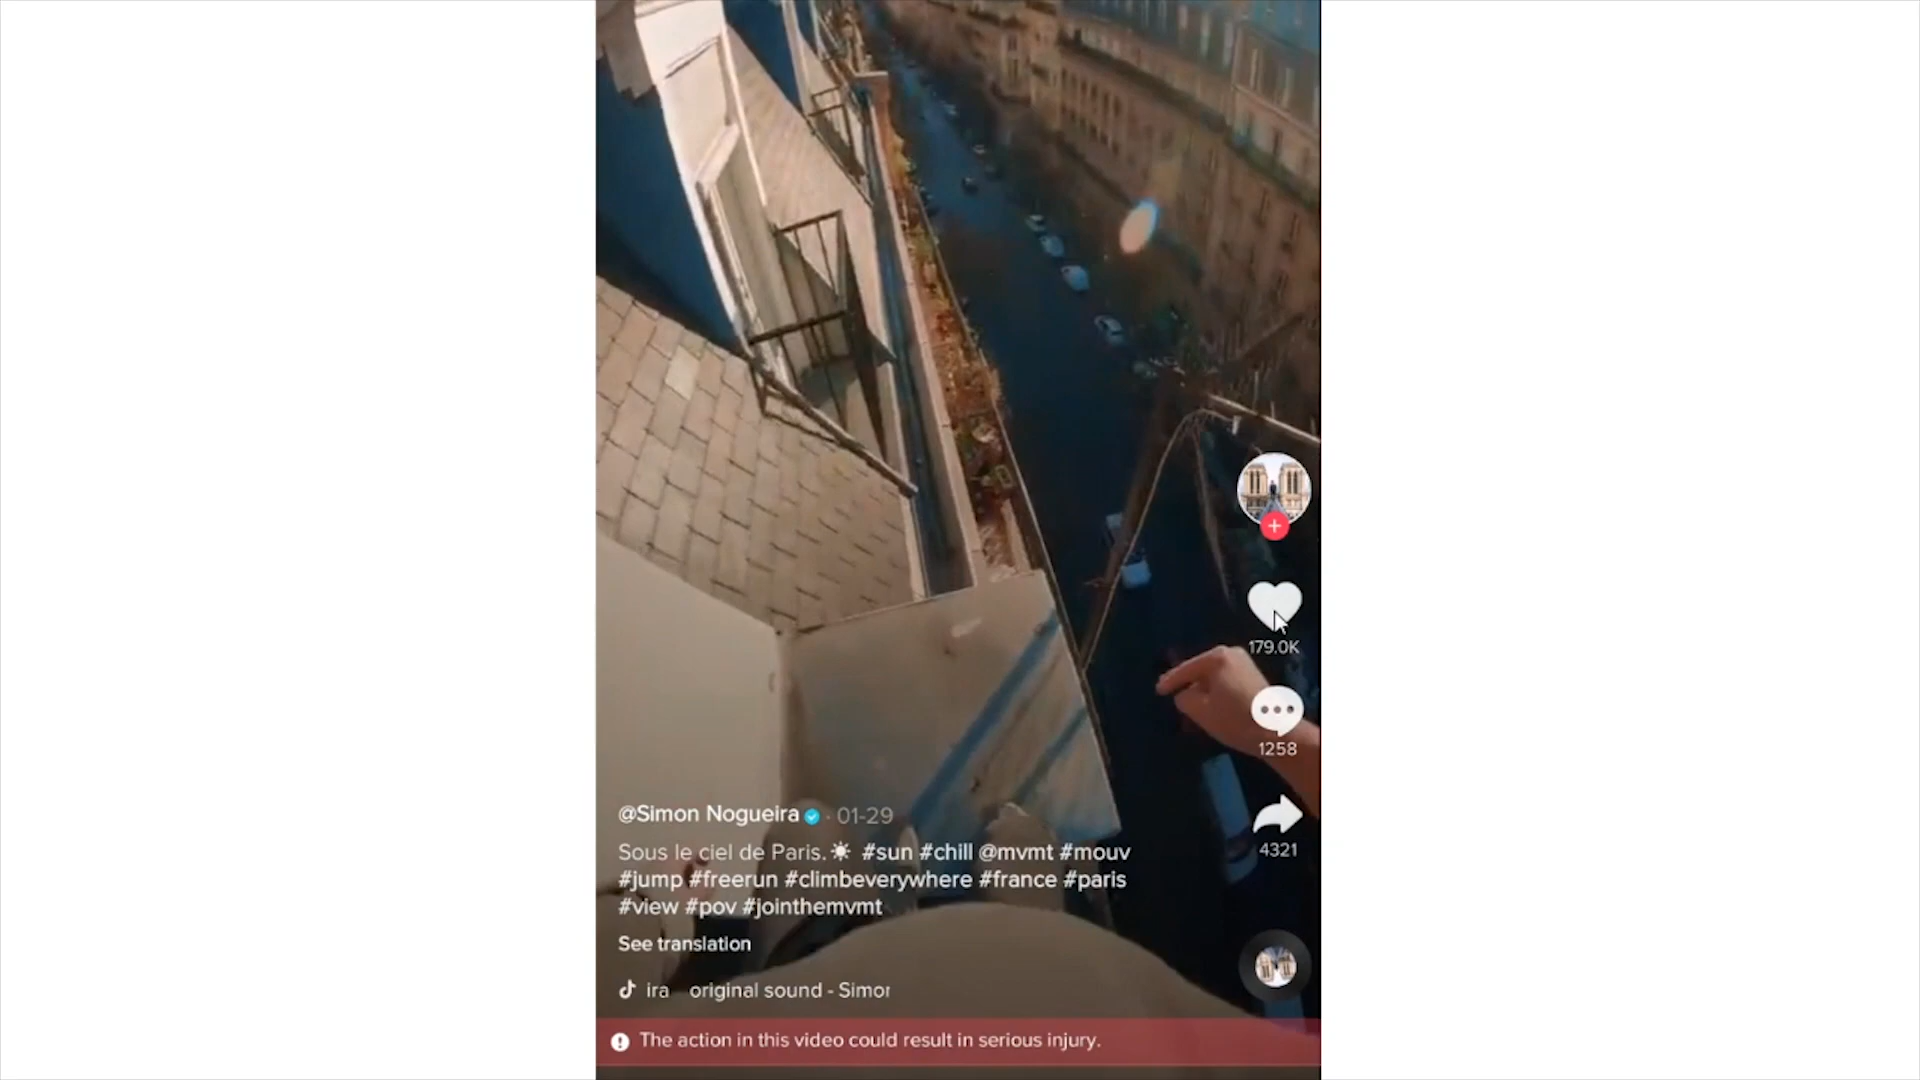 179.0K
1258
4321
@Simon Nogueira · 01-29
Sous le ciel de Paris.☀ #sun #chill @mvmt #mouv
#jump #freerun #climbeverywhere #france #paris
#view #pov #jointhemvmt
See translation
ira original sound - Simor
The action in this video could result in serious injury.